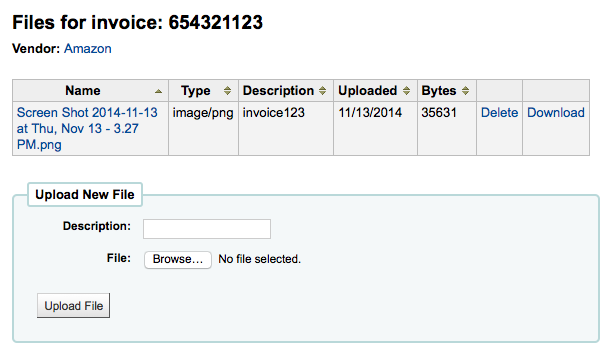 Files for invoice: 654321123
Vendor: Amazon
Name Type Description Uploaded Bytes
Screen Shot 2014-11-13 image/png invoice123 11/13/2014 35631 Delete Download
at Thu, Nov 13 - 3.27
PM.png
Upload New File
Description:
File: Browse... No file selected.
Upload File